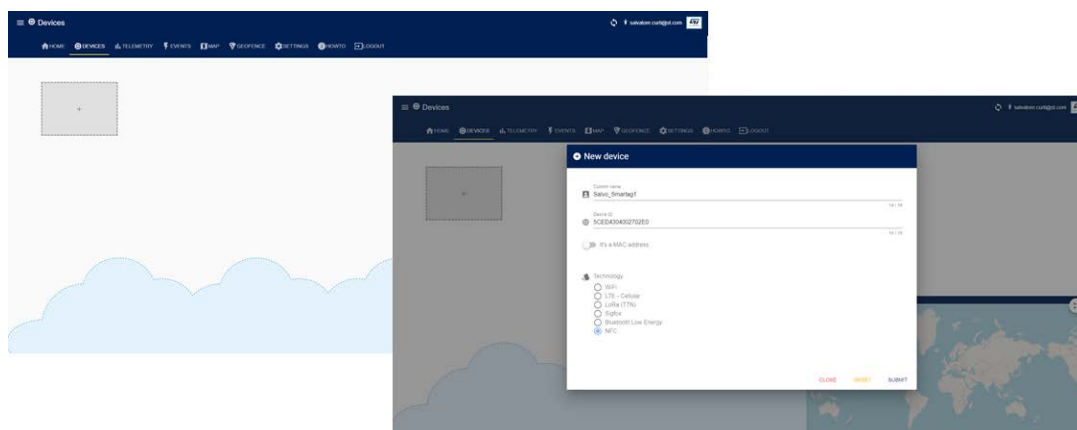 Devices
HOME DEVICES TELEMETRY EVENTS MAP GEOFENCE SETTINGS HOWTO LOGOUT
+
Devices
HOME DEVICES TELEMETRY EVENTS MAP GEOFENCE SETTINGS HOWTO LOGOUT
+
New device
Custom name
Salvo_Smartag1
Device ID
It's a MAC address
Technology
WiFi
LTE - Cellular
LoRa (TTN)
Sigfox
Bluetooth Low Energy
NFC
CLOSE RESET SUBMIT